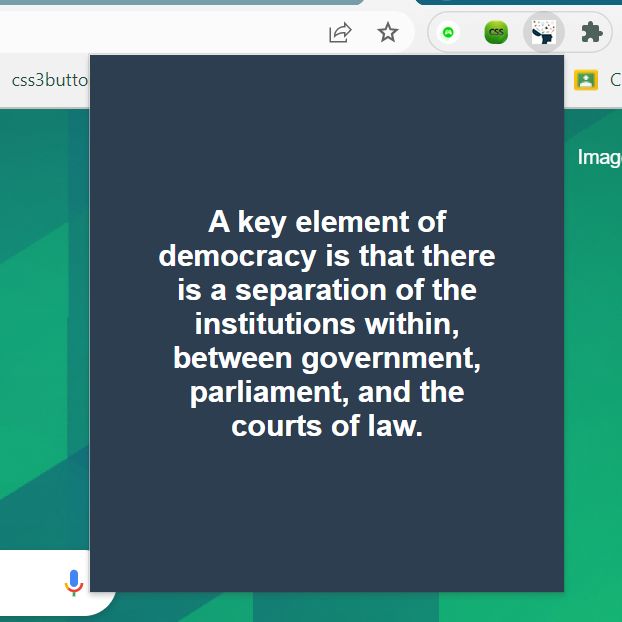 CSS
css3butto
C
Imag
A key element of
democracy is that there
is a separation of the
institutions within,
between government,
parliament, and the
courts of law.